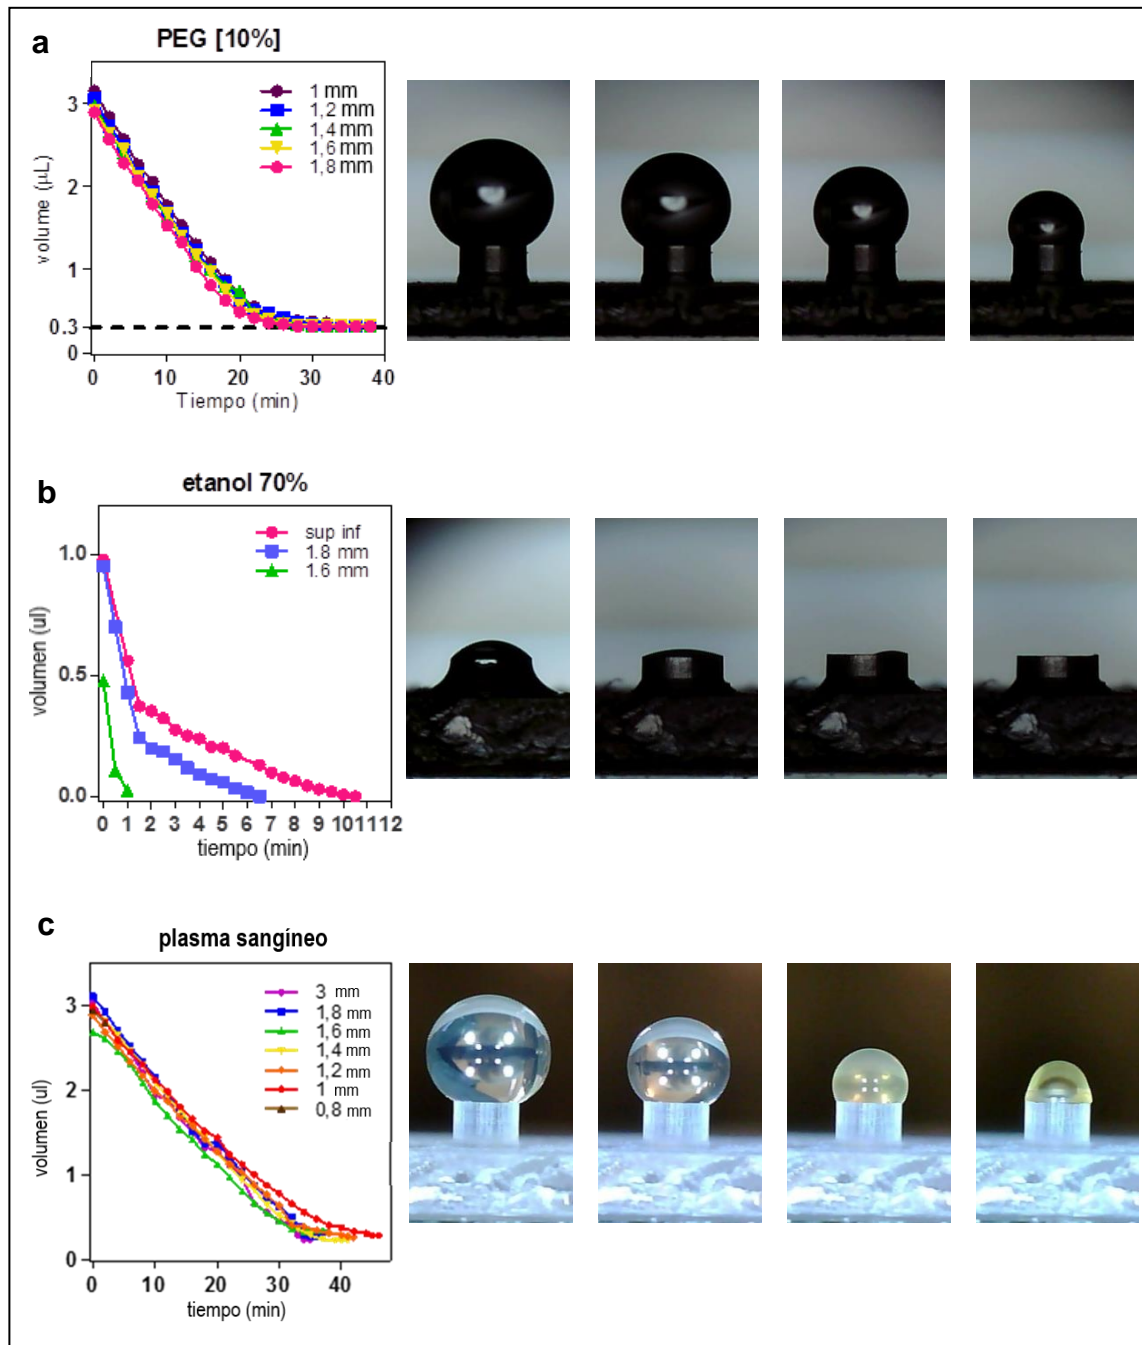 a
PEG [10%]
1 mm
1,2 mm
1,4 mm
1,6 mm
1,8 mm
volume (µL)
3
2
1
0.3
0
0 10 20 30 40
Tiempo (min)
b
etanol 70%
sup inf
1.8 mm
1.6 mm
volumen (ul)
1.0
0.5
0.0
0 1 2 3 4 5 6 7 8 9 10 11 12
tiempo (min)
c
plasma sangíneo
3 mm
1,8 mm
1,6 mm
1,4 mm
1,2 mm
1 mm
0,8 mm
volumen (ul)
3
2
1
0
0 10 20 30 40
tiempo (min)